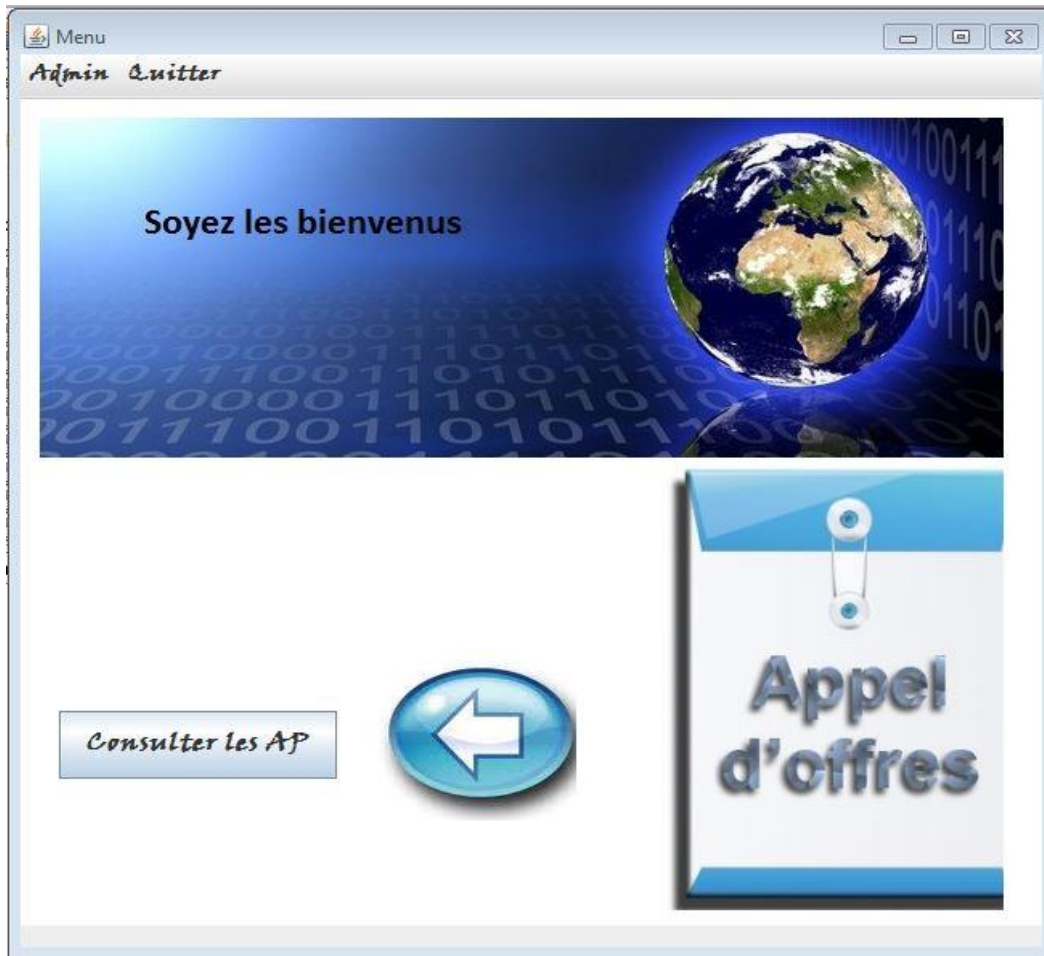 Menu
Admin Quitter
Soyez les bienvenus
Appel
d'offres
Consulter les AP